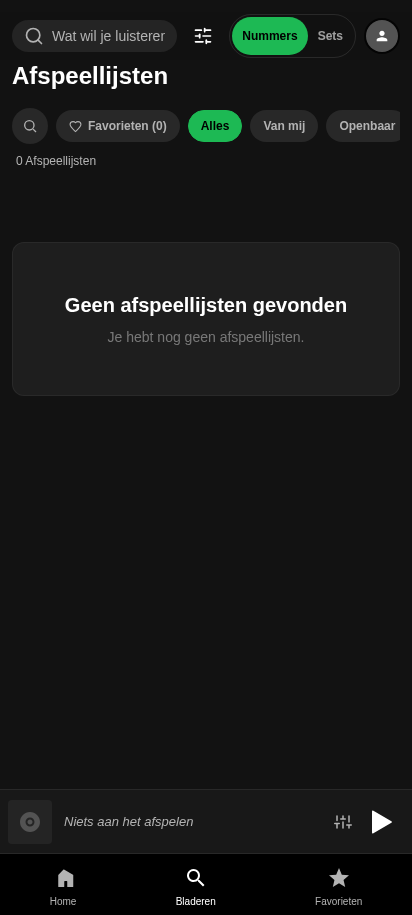 Wat wil je luisteren
Nummers
Sets
Afspeellijsten
Favorieten (0)
Alles
Van mij
Openbaar
0 Afspeellijsten
Geen afspeellijsten gevonden
Je hebt nog geen afspeellijsten.
Niets aan het afspelen
Home
Bladeren
Favorieten